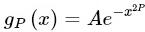 g_P (x) = Ae^{-x^{2P}}